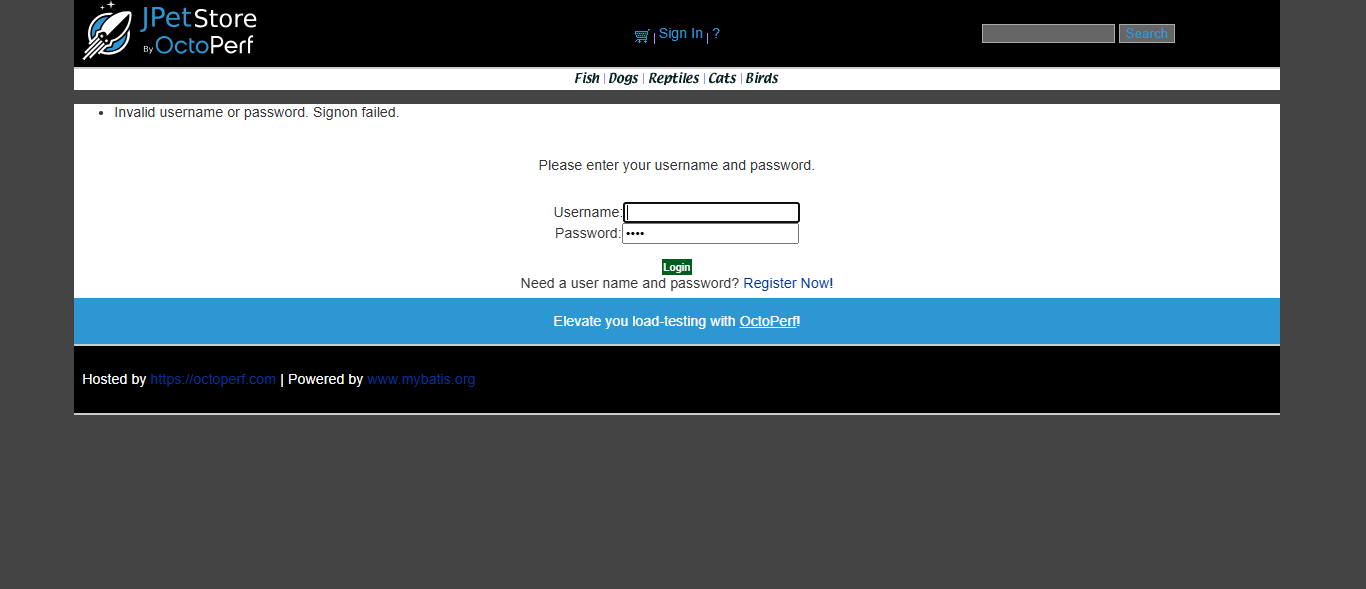 JPetStore
By OctoPerf
Sign In | ?
Search
Fish | Dogs | Reptiles | Cats | Birds
• Invalid username or password. Signon failed.
Please enter your username and password.
Username:
Password: ••••
Login
Need a user name and password? Register Now!
Elevate you load-testing with OctoPerf!
Hosted by https://octoperf.com | Powered by www.mybatis.org